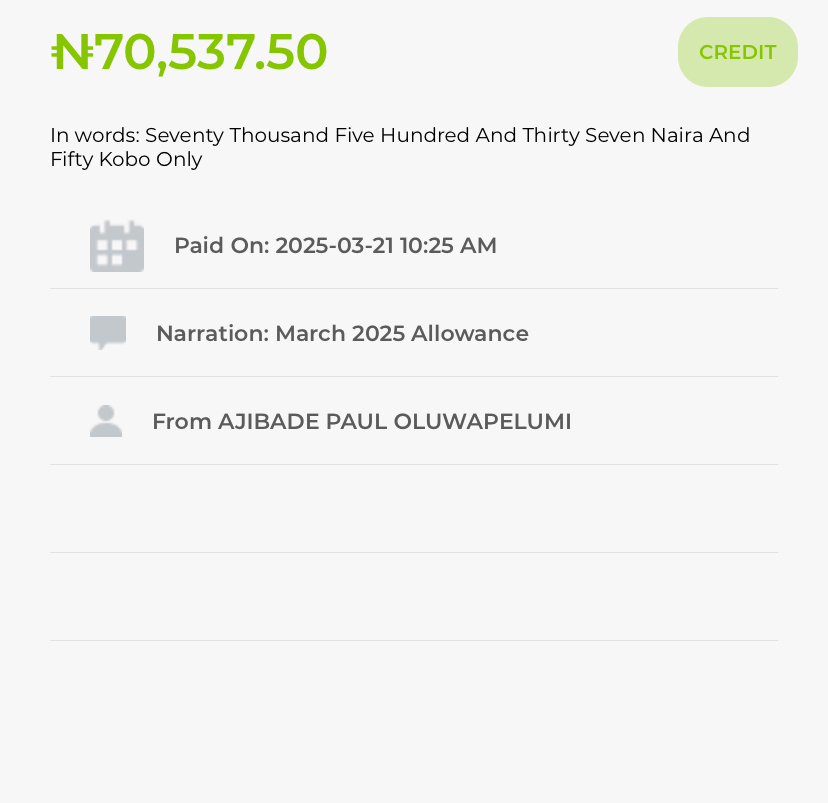 ₦70,537.50
CREDIT
In words: Seventy Thousand Five Hundred And Thirty Seven Naira And
Fifty Kobo Only
Paid On: 2025-03-21 10:25 AM
Narration: March 2025 Allowance
From AJIBADE PAUL OLUWAPELUMI